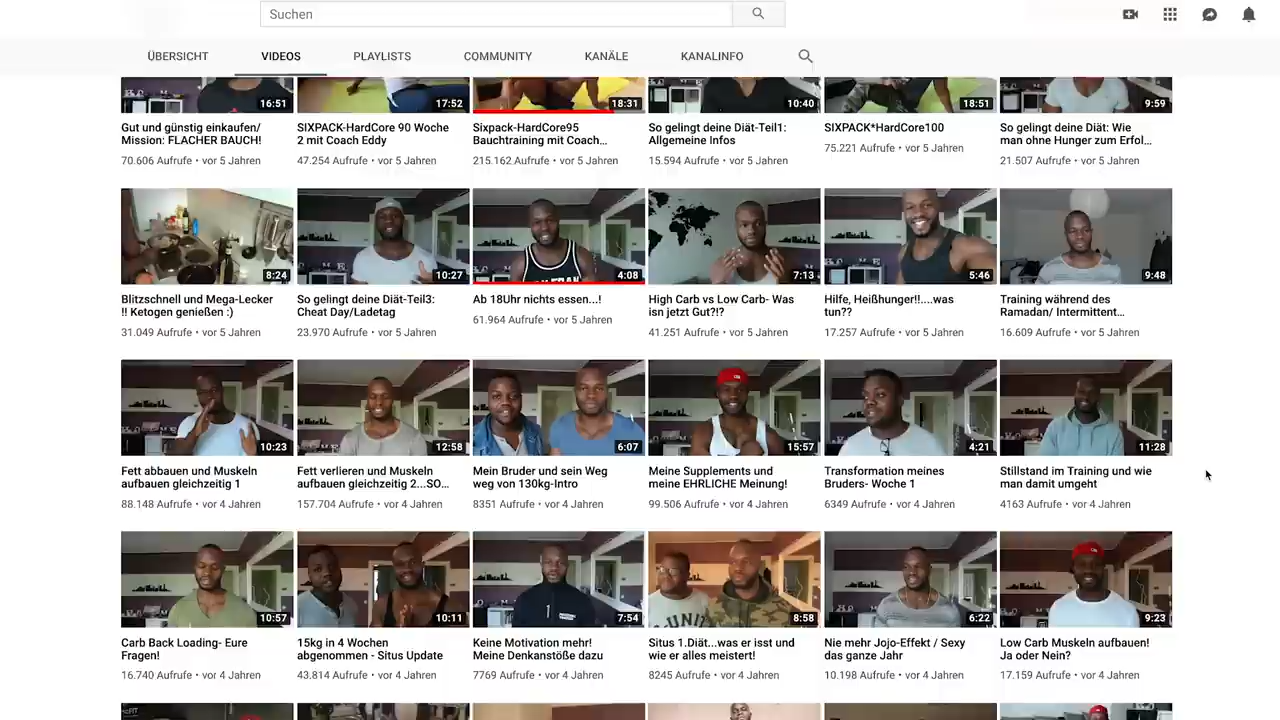 Suchen
ÜBERSICHT VIDEOS PLAYLISTS COMMUNITY KANÄLE KANALINFO
16:51 17:52 18:31 10:40 18:51 9:59
Gut und günstig einkaufen/
Mission: FLACHER BAUCH!
70.606 Aufrufe • vor 5 Jahren
SIXPACK-HardCore 90 Woche
2 mit Coach Eddy
47.254 Aufrufe • vor 5 Jahren
Sixpack-HardCore95
Bauchtraining mit Coach...
215.162 Aufrufe • vor 5 Jahren
So gelingt deine Diät-Teil1:
Allgemeine Infos
15.594 Aufrufe • vor 5 Jahren
SIXPACK*HardCore100
75.221 Aufrufe • vor 5 Jahren
So gelingt deine Diät: Wie
man ohne Hunger zum Erfol...
21.507 Aufrufe • vor 5 Jahren
8:24 10:27 4:08 7:13 5:46 9:48
Blitzschnell und Mega-Lecker
!! Ketogen genießen :)
31.049 Aufrufe • vor 5 Jahren
So gelingt deine Diät-Teil3:
Cheat Day/Ladetag
23.970 Aufrufe • vor 5 Jahren
Ab 18Uhr nichts essen...!
61.964 Aufrufe • vor 5 Jahren
High Carb vs Low Carb- Was
isn jetzt Gut?!?
41.251 Aufrufe • vor 5 Jahren
Hilfe, Heißhunger!!....was
tun??
17.257 Aufrufe • vor 5 Jahren
Training während des
Ramadan/ Intermittent...
16.609 Aufrufe • vor 5 Jahren
10:23 12:58 6:07 15:57 4:21 11:28
Fett abbauen und Muskeln
aufbauen gleichzeitig 1
88.148 Aufrufe • vor 4 Jahren
Fett verlieren und Muskeln
aufbauen gleichzeitig 2...SO...
157.704 Aufrufe • vor 4 Jahren
Mein Bruder und sein Weg
weg von 130kg-Intro
8351 Aufrufe • vor 4 Jahren
Meine Supplements und
meine EHRLICHE Meinung!
99.506 Aufrufe • vor 4 Jahren
Transformation meines
Bruders- Woche 1
6349 Aufrufe • vor 4 Jahren
Stillstand im Training und wie
man damit umgeht
4163 Aufrufe • vor 4 Jahren
10:57 10:11 7:54 8:58 6:22 9:23
Carb Back Loading- Eure
Fragen!
16.740 Aufrufe • vor 4 Jahren
15kg in 4 Wochen
abgenommen - Situs Update
43.814 Aufrufe • vor 4 Jahren
Keine Motivation mehr!
Meine Denkanstöße dazu
7769 Aufrufe • vor 4 Jahren
Situs 1.Diät...was er isst und
wie er alles meistert!
8245 Aufrufe • vor 4 Jahren
Nie mehr Jojo-Effekt / Sexy
das ganze Jahr
10.198 Aufrufe • vor 4 Jahren
Low Carb Muskeln aufbauen!
Ja oder Nein?
17.159 Aufrufe • vor 4 Jahren